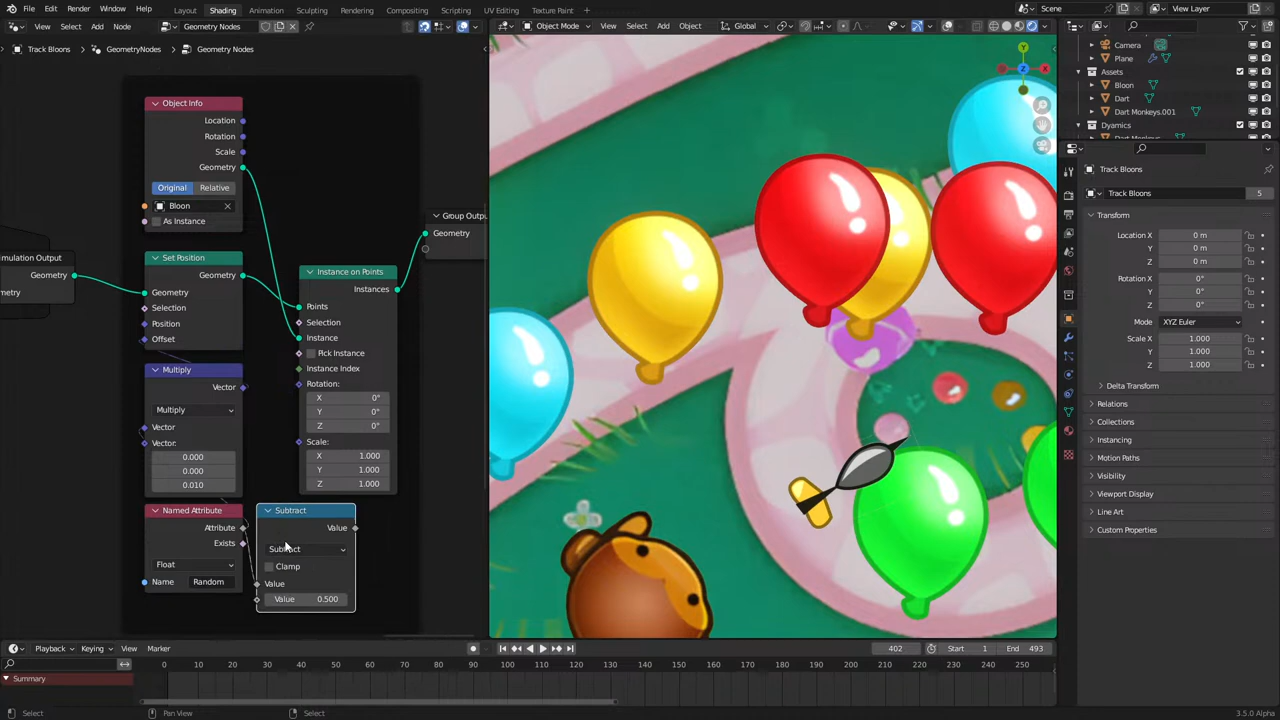 File Edit Render Window Help Layout Shading Animation Rendering Compositing Scripting UV Editing Texture Paint Scene View Layer
View Select Add Node Geometry Nodes Object Mode View Select Add Object Global
Track Bloons GeometryNodes Geometry Nodes
Object Info
Location
Rotation
Scale
Geometry
Original Relative
Bloon
As Instance
Set Position
Geometry
Geometry
Selection
Position
Offset
Multiply
Vector
Multiply
Vector
Vector:
0.000
0.000
0.010
Named Attribute
Attribute
Exists
Float
Name Random
mulation Output
Geometry
metry
Instance on Points
Instances
Points
Selection
Instance
Pick Instance
Instance Index
Rotation:
X 0°
Y 0°
Z 0°
Scale:
X 1.000
Y 1.000
Z 1.000
Subtract
Value
Subtract
Clamp
Value
Value 0.500
Group Outpu
Geometry
Y
X
Z
Camera
Plane
Assets
Bloon
Dart
Dart Monkeys.001
Dyamics
Track Bloons
Track Bloons 5
Transform
Location X 0 m
Y 0 m
Z 0 m
Rotation X 0°
Y 0°
Z 0°
Mode XYZ Euler
Scale X 1.000
Y 1.000
Z 1.000
Delta Transform
Relations
Collections
Instancing
Motion Paths
Visibility
Viewport Display
Line Art
Custom Properties
Playback Keying View Marker 402 Start 1 End 493
0 10 20 30 40 50 60 70 80 90 100 110 120 130 140 150 160 170 180 190 200 210 220 230 240 250
Summary
Select Pan View Select 3.5.0 Alpha